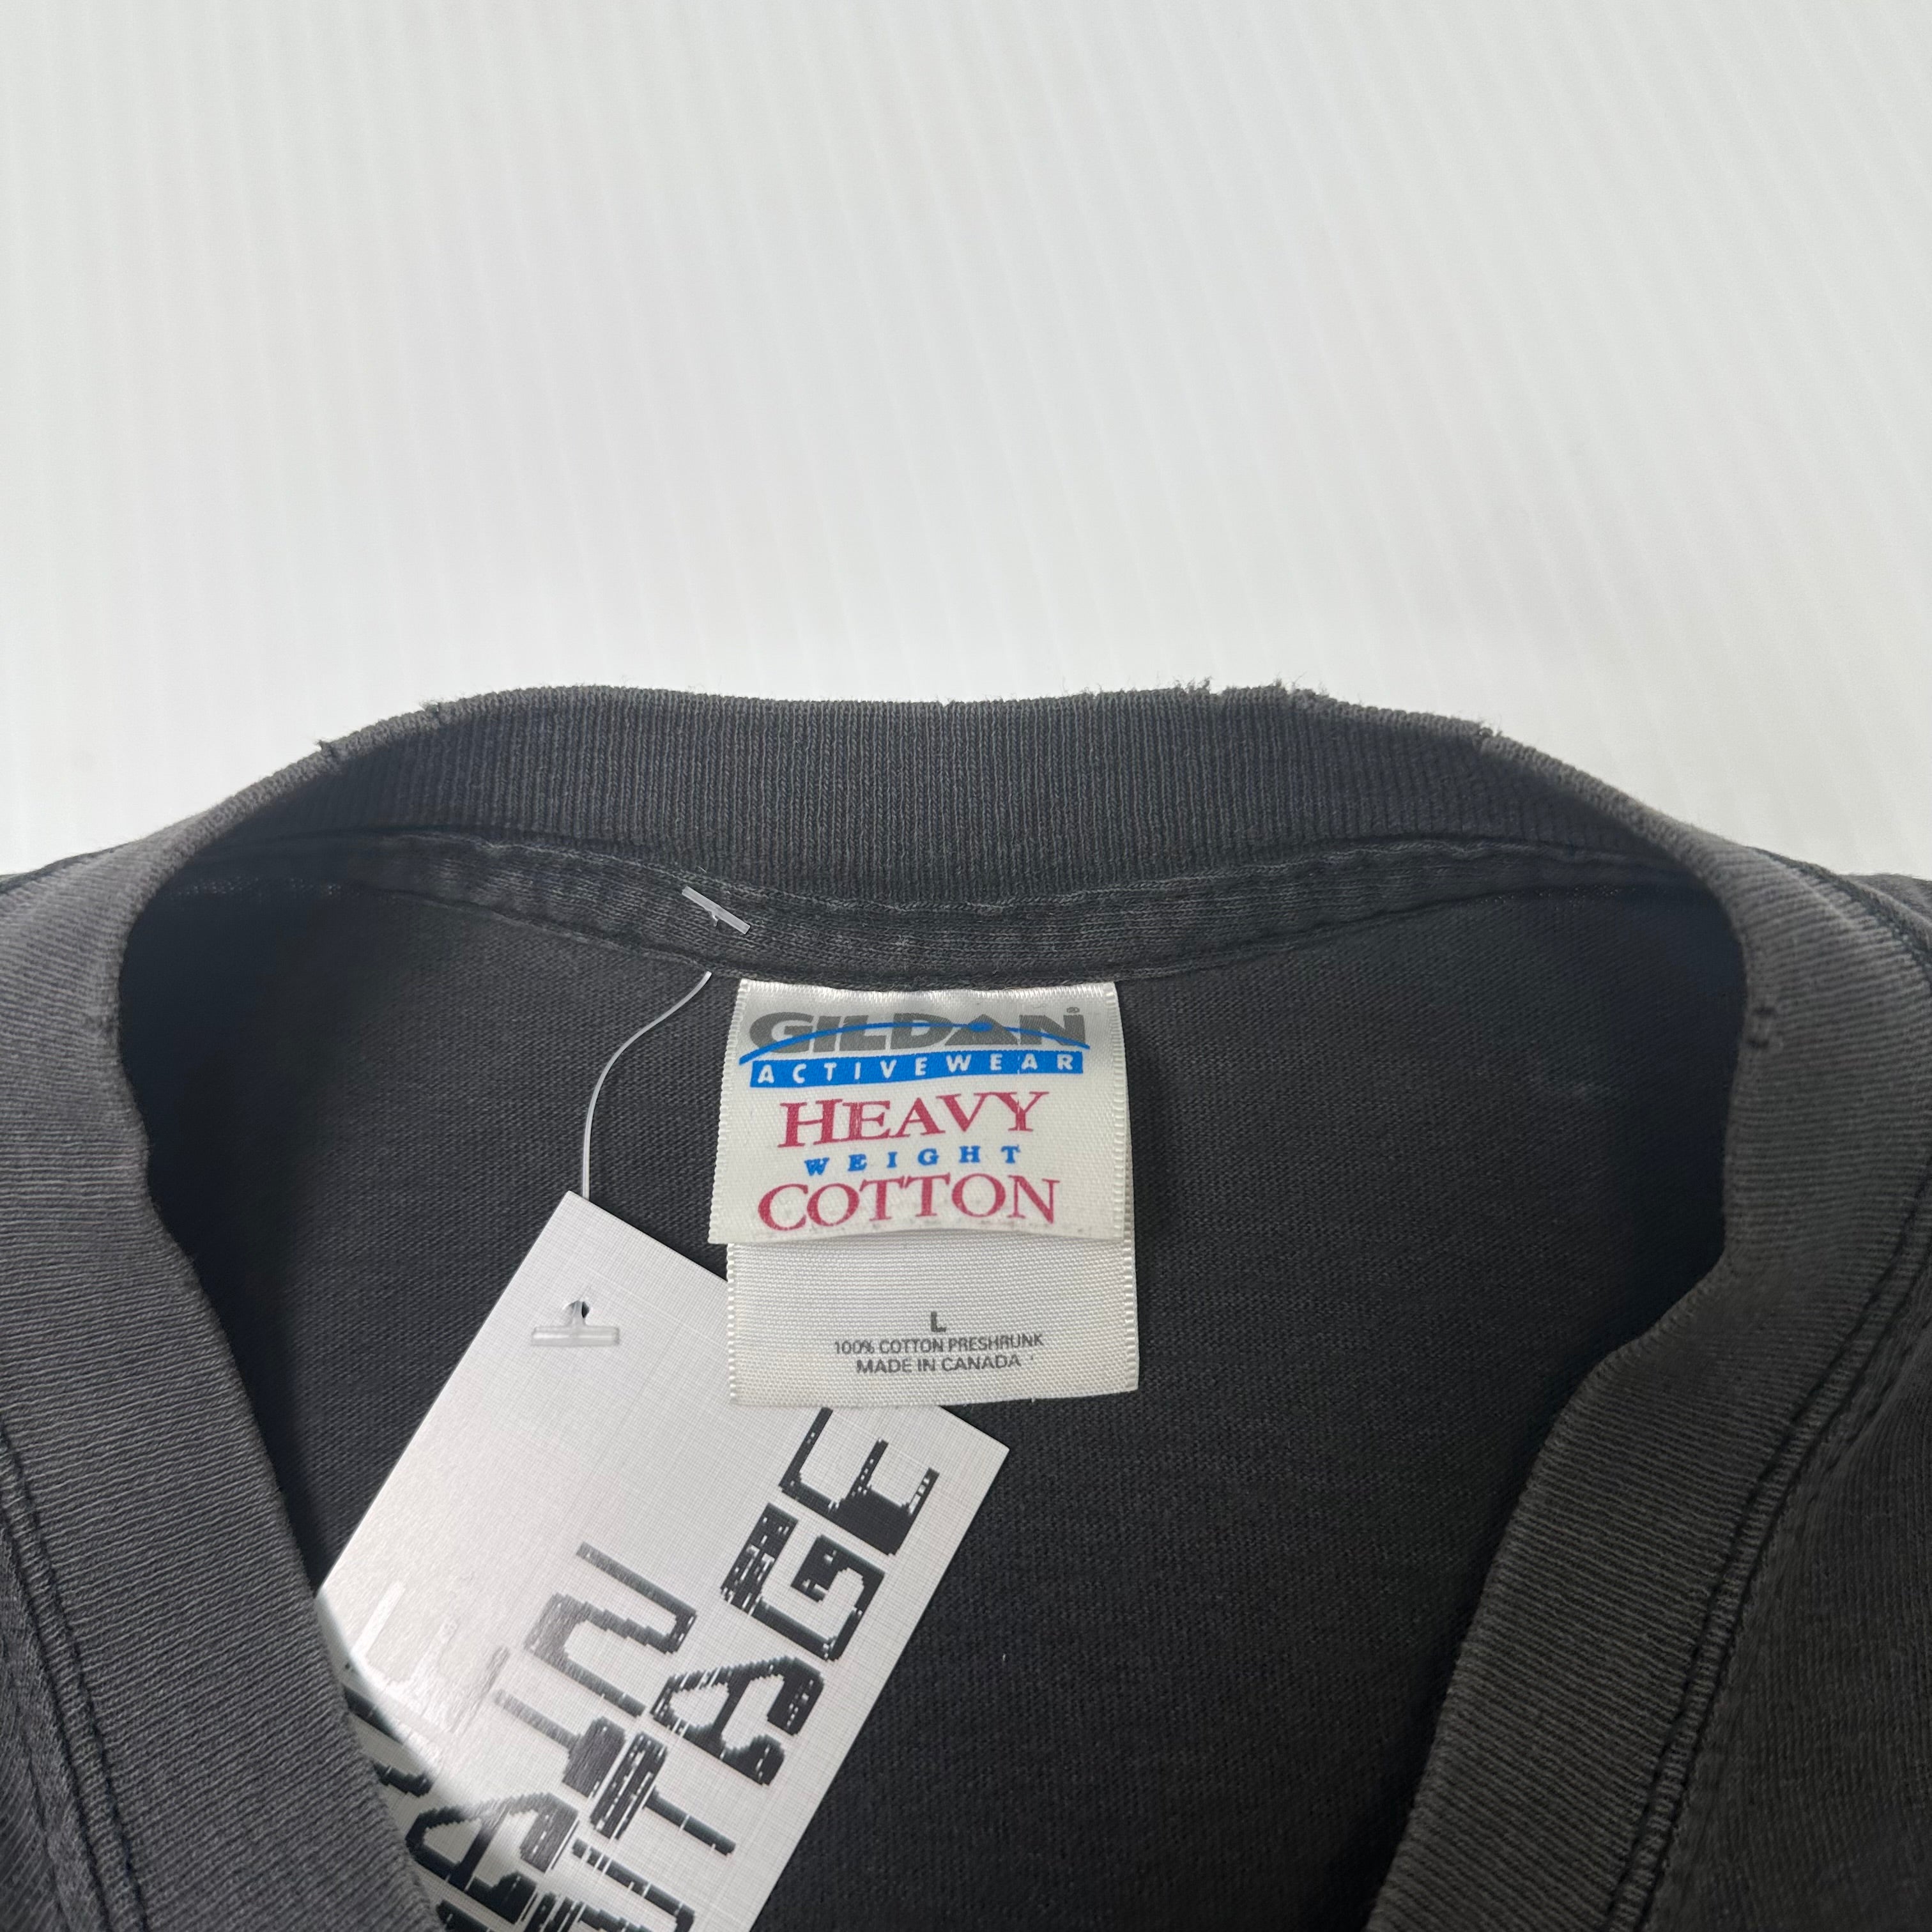 GILDAN®
ACTIVEWEAR
HEAVY
WEIGHT
COTTON
L
100% COTTON PRESHRUNK
MADE IN CANADA